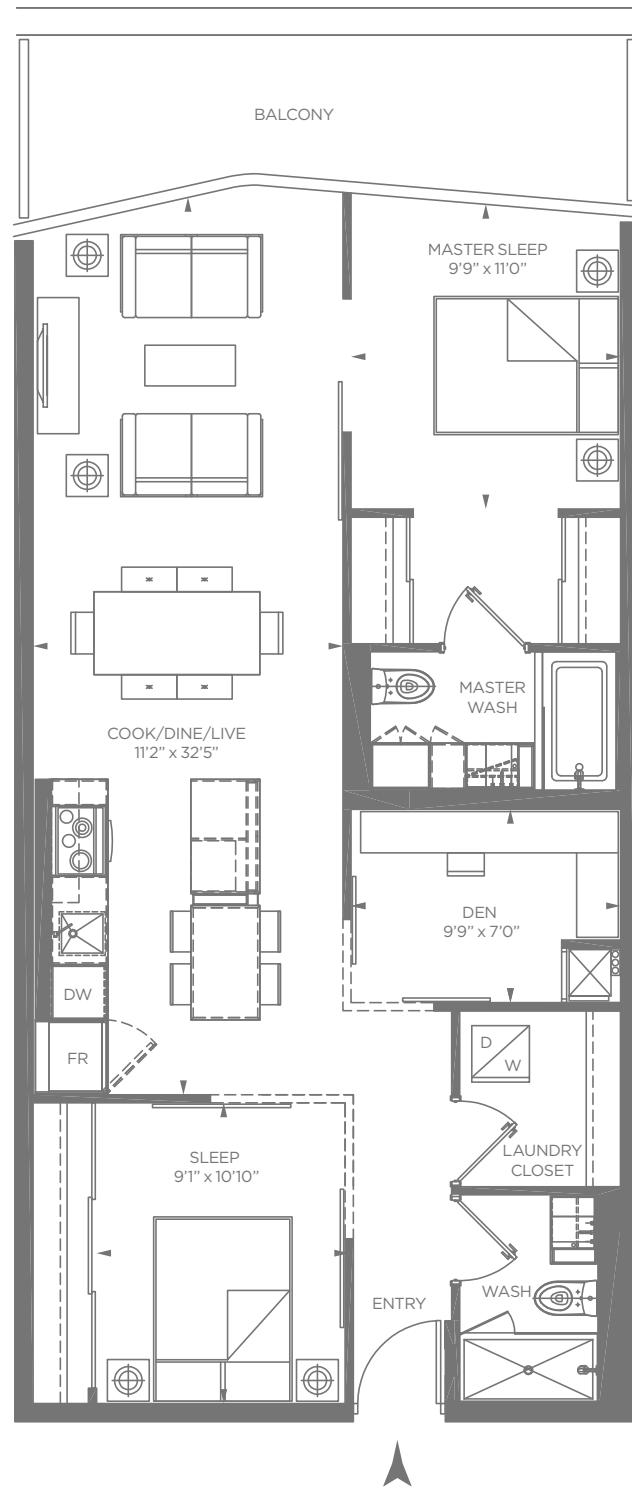 BALCONY
MASTER SLEEP
9'9" x 11'0"
MASTER
WASH
COOK/DINE/LIVE
11'2" x 32'5"
DEN
9'9" x 7'0"
DW
FR
D
W
LAUNDRY
CLOSET
SLEEP
9'1" x 10'10"
WASH
ENTRY